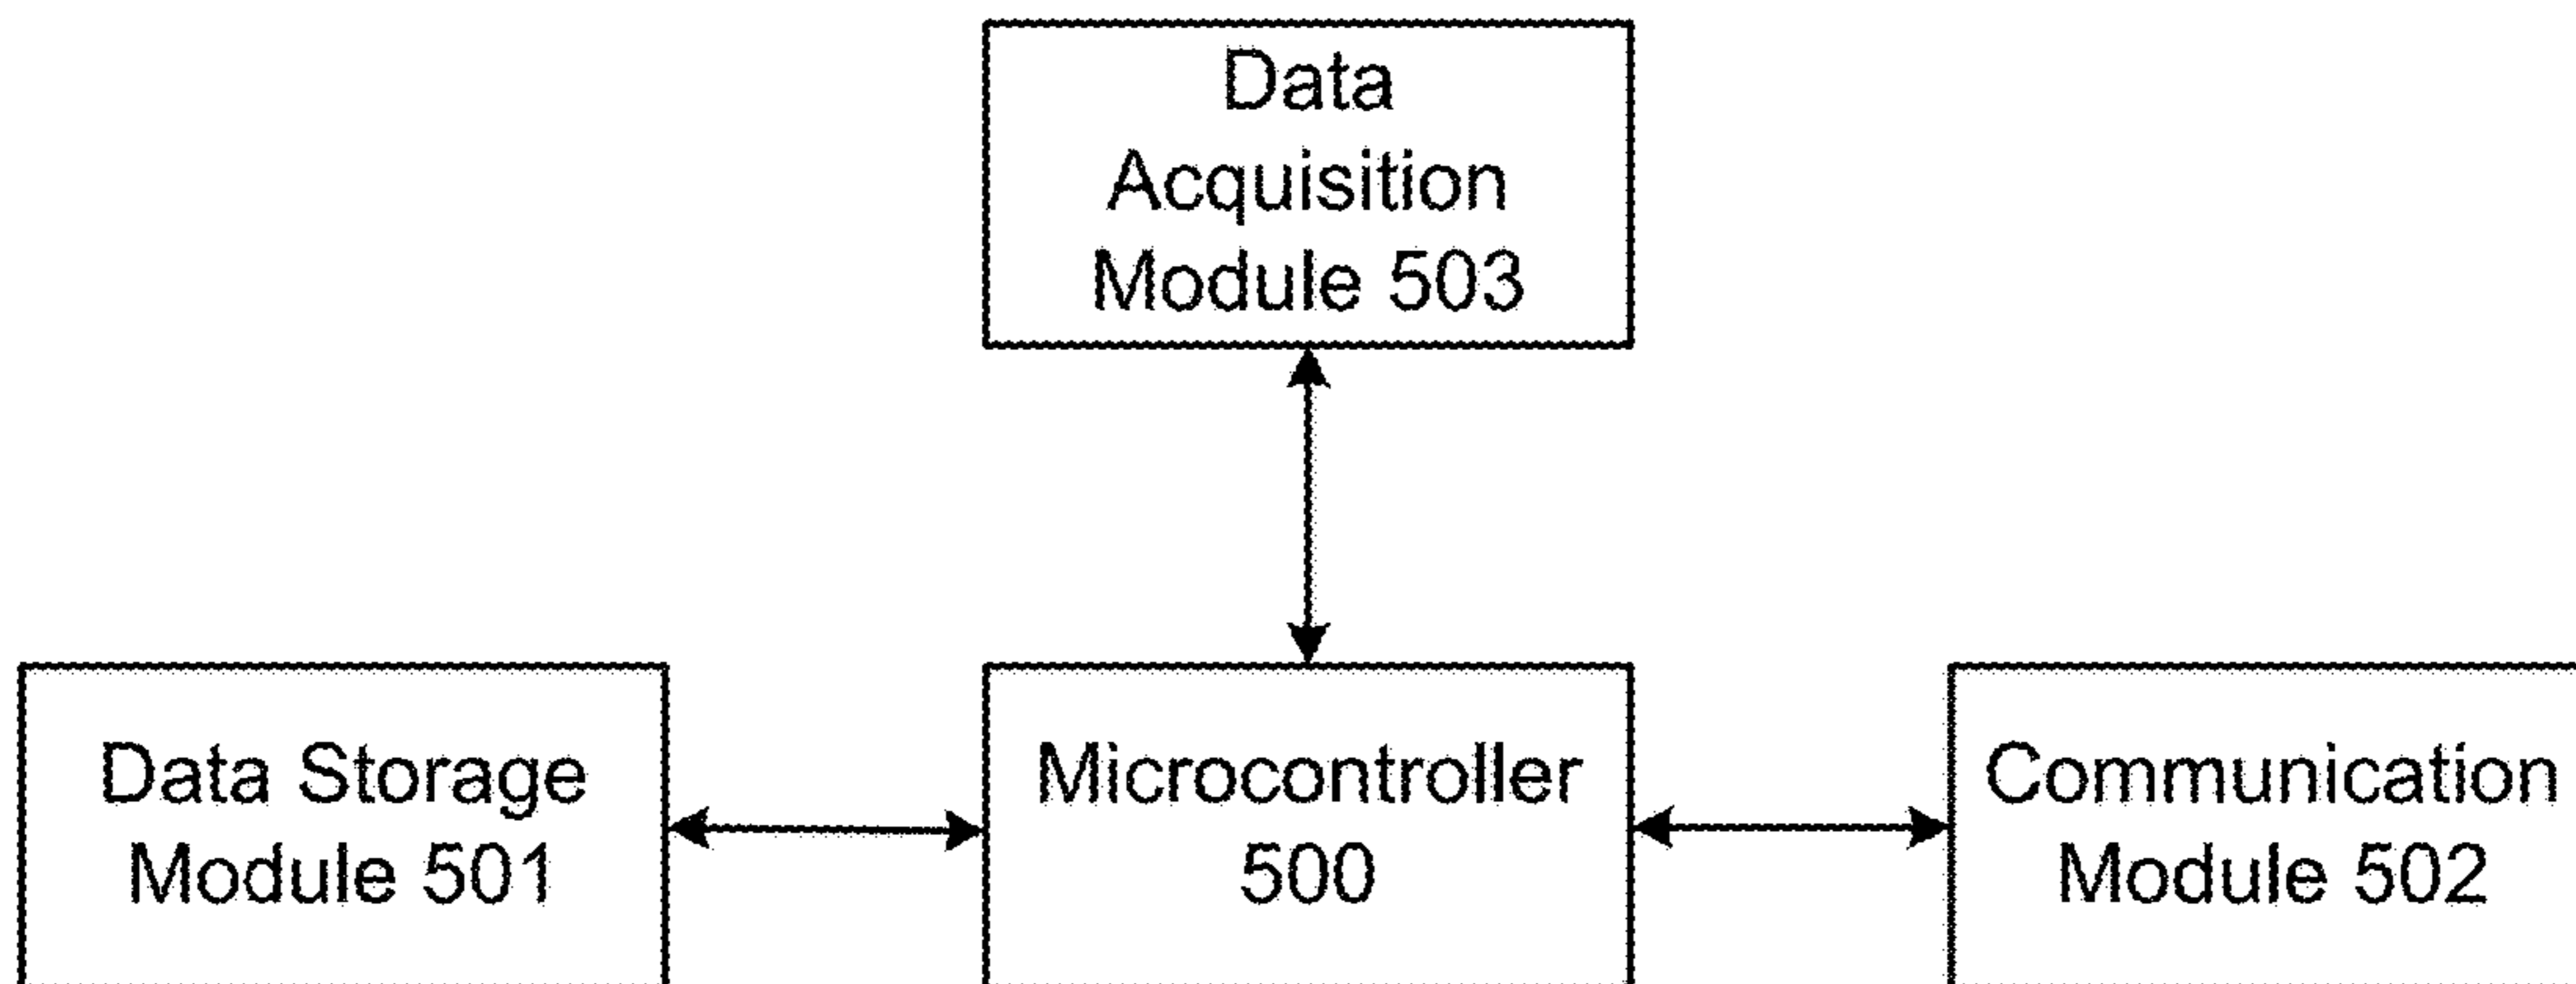 Data
Acquisition
Module 503
Data Storage
Module 501
Microcontroller
500
Communication
Module 502